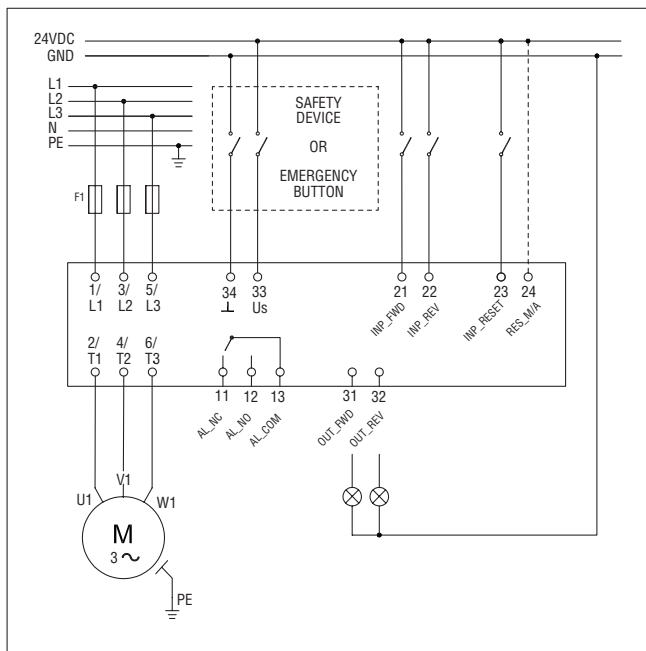 24VDC
GND
L1
L2
L3
N
PE
SAFETY
DEVICE
OR
EMERGENCY
BUTTON
F1
1/ 3/ 5/ 34 33 21 22 23 24
L1 L2 L3 ⊥ Us
INP_FWD INP_REV INP_RESET RES_M/A
2/ 4/ 6/
T1 T2 T3
11 12 13 31 32
AL_NC AL_NO AL_COM OUT_FWD OUT_REV
U1 V1 W1
M
3 ~
PE